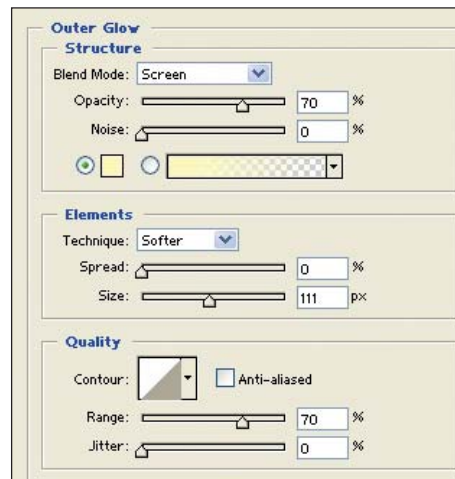 Outer Glow
Structure
Blend Mode: Screen
Opacity: 70 %
Noise: 0 %
Elements
Technique: Softer
Spread: 0 %
Size: 111 px
Quality
Contour: Anti-aliased
Range: 70 %
Jitter: 0 %